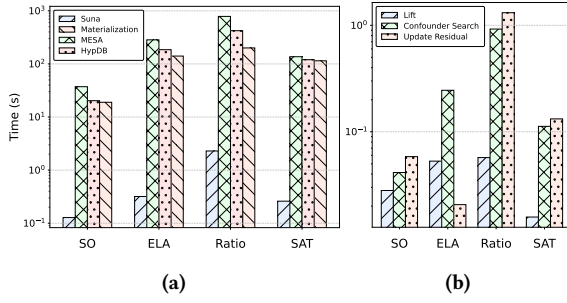 Suna
Materialization
MESA
HypDB
Time (s)
10³
10²
10¹
10⁰
10⁻¹
SO ELA Ratio SAT
(a)
Lift
Confounder Search
Update Residual
10⁰
10⁻¹
SO ELA Ratio SAT
(b)